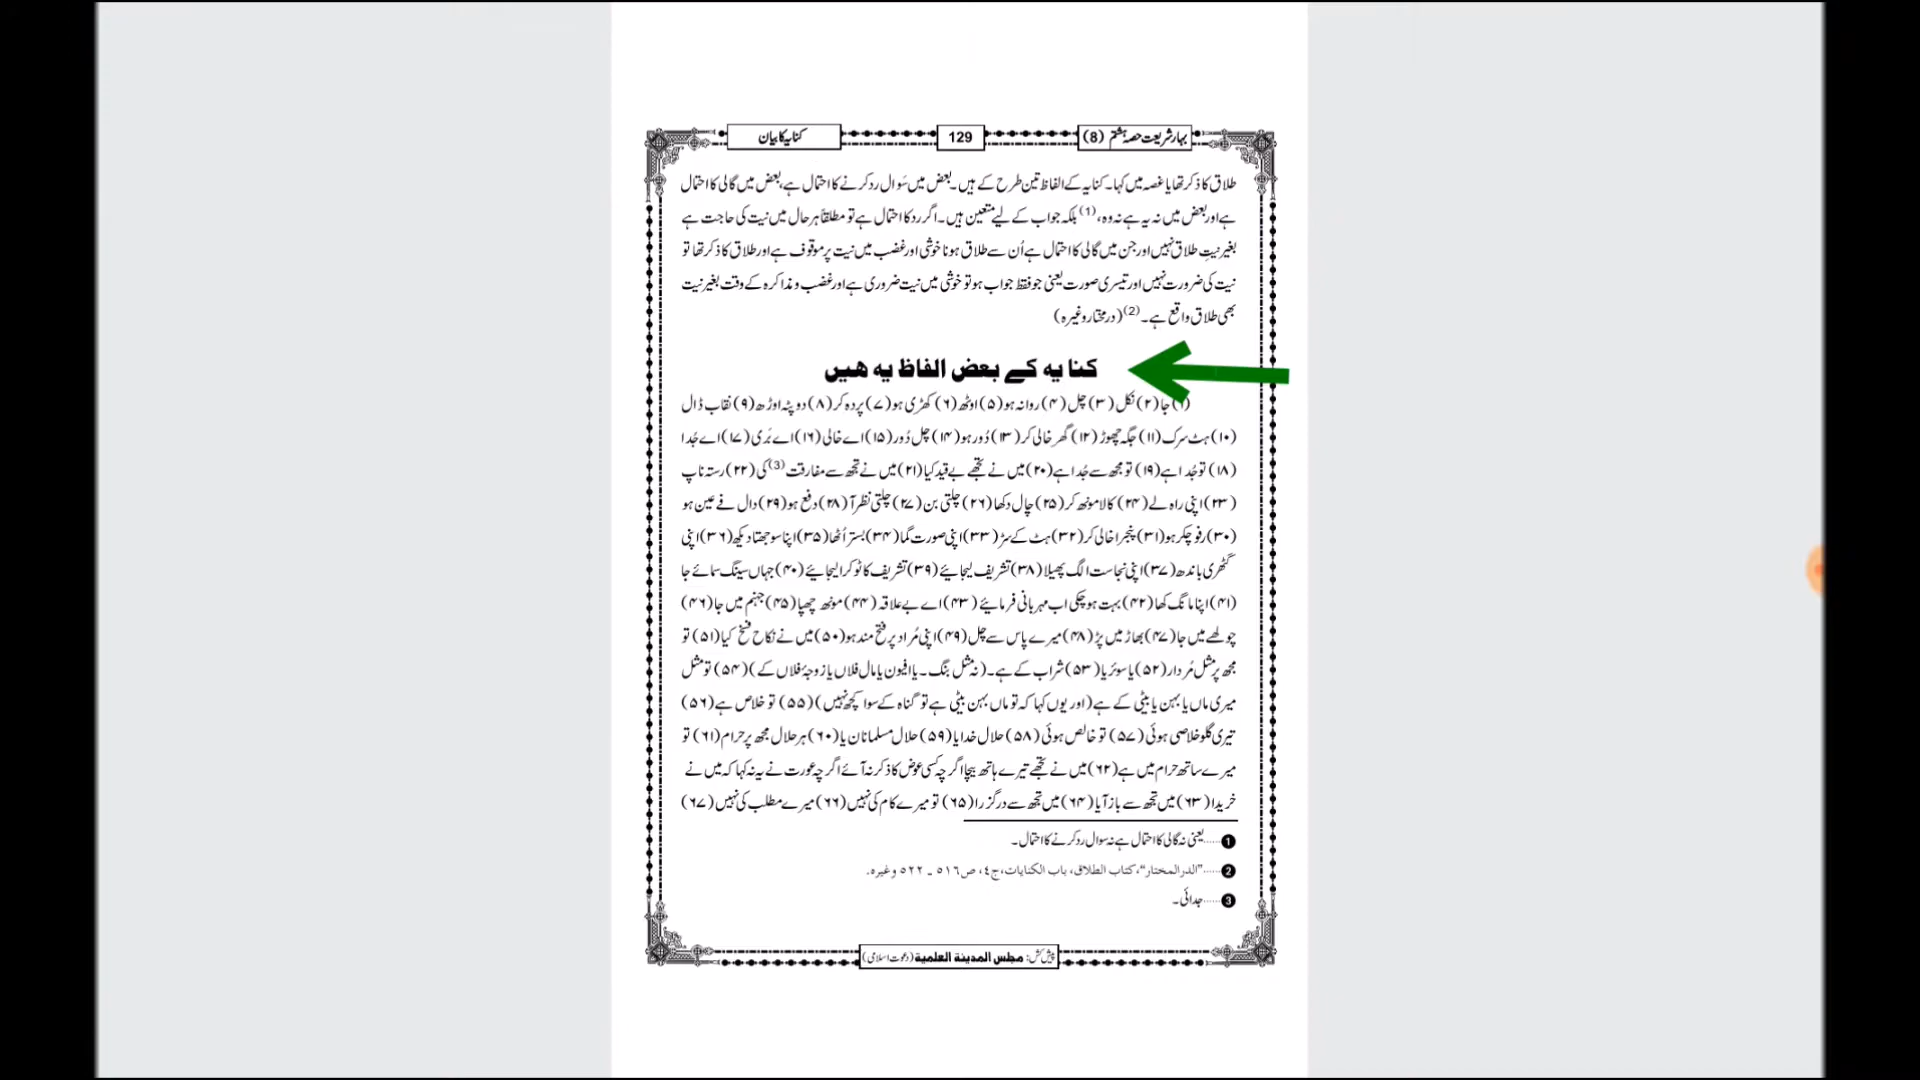 بہار شریعت حصہ ہشتم (8)
129
کنایہ کا بیان
طلاق کا ذکر تھا یا غصہ میں کہا۔ کنایہ کے الفاظ تین طرح کے ہیں۔ بعض میں سَوال رد کرنے کا احتمال ہے، بعض میں گالی کا احتمال
ہے اور بعض میں نہ یہ ہے نہ وہ، (1) بلکہ جواب کے لیے متعین ہیں۔ اگر رد کا احتمال ہے تو مطلقاً ہر حال میں نیت کی حاجت ہے
بغیر نیتِ طلاق نہیں اور جن میں گالی کا احتمال ہے اُن سے طلاق ہونا خوشی اور غضب میں نیت پر موقوف ہے اور طلاق کا ذکر تھا تو
نیت کی ضرورت نہیں اور تیسری صورت یعنی جو فقط جواب ہو تو خوشی میں نیت ضروری ہے اور غضب و مذاکرہ کے وقت بغیر نیت
بھی طلاق واقع ہے۔ (2) (درمختار وغیرہ)
کنایہ کے بعض الفاظ یہ ھیں
(۱) جا (۲) نکل (۳) چل (۴) روانہ ہو (۵) اوٹھ (۶) کھڑی ہو (۷) پردہ کر (۸) دوپٹہ اوڑھ (۹) نقاب ڈال
(۱۰) ہٹ سرک (۱۱) جگہ چھوڑ (۱۲) گھر خالی کر (۱۳) دُور ہو (۱۴) چل دُور (۱۵) اے خالی (۱۶) اے بَری (۱۷) اے جُدا
(۱۸) تو جُدا ہے (۱۹) تو مجھ سے جُدا ہے (۲۰) میں نے تجھے بے قید کیا (۲۱) میں نے تجھ سے مفارقت (3) کی (۲۲) رستہ ناپ
(۲۳) اپنی راہ لے (۲۴) کالا مونھ کر (۲۵) چال دکھا (۲۶) چلتی بن (۲۷) چلتی نظر آ (۲۸) دفع ہو (۲۹) دال فے عین ہو
(۳۰) رفو چکر ہو (۳۱) پنجرا خالی کر (۳۲) ہٹ کے سڑ (۳۳) اپنی صورت گما (۳۴) بستر اُٹھا (۳۵) اپنا سوجھتا دیکھ (۳۶) اپنی
گٹھری باندھ (۳۷) اپنی نجاست الگ پھیلا (۳۸) تشریف لیجائیے (۳۹) تشریف کا ٹوکرا لیجائیے (۴۰) جہاں سینگ سمائے جا
(۴۱) اپنا مانگ کھا (۴۲) بہت ہو چکی اب مہربانی فرمائیے (۴۳) اے بے علاقہ (۴۴) مونھ چھپا (۴۵) جہنم میں جا (۴۶)
چولھے میں جا (۴۷) بھاڑ میں پڑ (۴۸) میرے پاس سے چل (۴۹) اپنی مُراد پر فتح مند ہو (۵۰) میں نے نکاح فسخ کیا (۵۱) تو
مجھ پر مثل مُردار (۵۲) یا سوئر یا (۵۳) شراب کے ہے۔ (نہ مثل بنگ۔ یا افیون یا مال فلاں یا زوجۂ فلاں کے) (۵۴) تو مثل
میری ماں یا بہن یا بیٹی کے ہے (اور یوں کہا کہ تو ماں بہن بیٹی ہے تو گناہ کے سوا کچھ نہیں) (۵۵) تو خلاص ہے (۵۶)
تیری گلو خلاصی ہوئی (۵۷) تو خالص ہوئی (۵۸) حلال خدا یا (۵۹) حلال مسلمانان یا (۶۰) ہر حلال مجھ پر حرام (۶۱) تو
میرے ساتھ حرام میں ہے (۶۲) میں نے تجھے تیرے ہاتھ بیچا اگرچہ کسی عوض کا ذکر نہ آئے اگرچہ عورت نے یہ نہ کہا کہ میں نے
خریدا (۶۳) میں تجھ سے باز آیا (۶۴) میں تجھ سے درگزرا (۶۵) تو میرے کام کی نہیں (۶۶) میرے مطلب کی نہیں (۶۷)
1 ......یعنی نہ گالی کا احتمال ہے نہ سوال رد کرنے کا احتمال۔
2 ......"الدرالمختار"، کتاب الطلاق، باب الکنایات، ج٤، ص٥١٦ ـ ٥٢٢ وغیرہ.
3 ......جدائی۔
پیش کش: مجلس المدینۃ العلمیۃ (دعوت اسلامی)